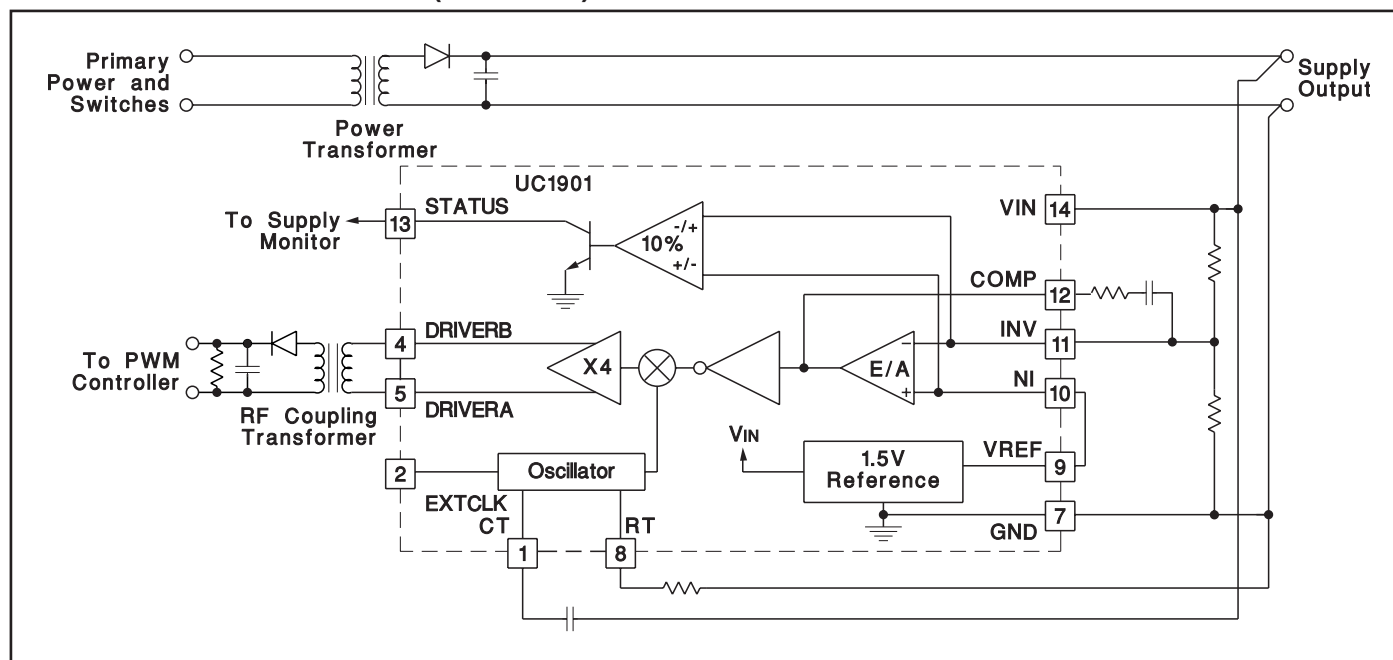 Primary
Power and
Switches
Power
Transformer
Supply
Output
UC1901
13
STATUS
To Supply
Monitor
10%
-/+
+/-
VIN
14
COMP
12
INV
11
NI
10
VREF
9
7
GND
4
DRIVERB
5
DRIVERA
To PWM
Controller
RF Coupling
Transformer
X4
E/A
−
+
VIN
1.5V
Reference
2
Oscillator
EXTCLK
CT
RT
1
8